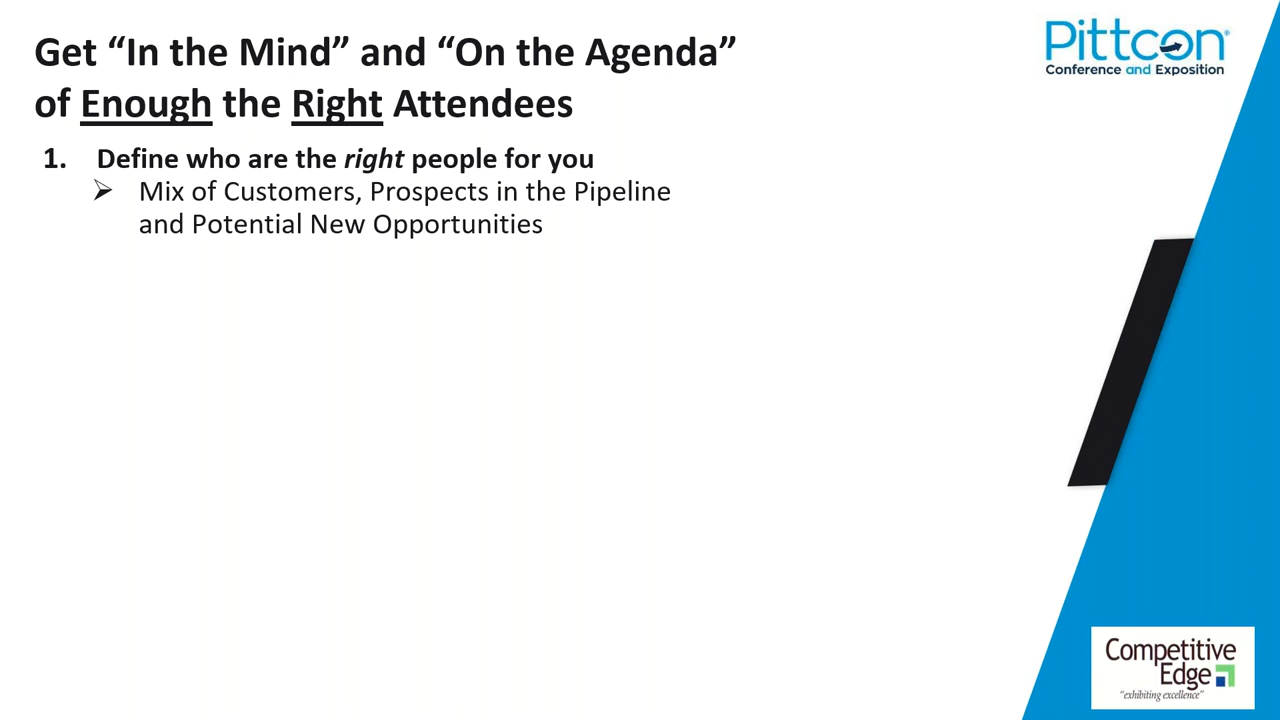 Get “In the Mind” and “On the Agenda”
of Enough the Right Attendees
1. Define who are the right people for you
➢ Mix of Customers, Prospects in the Pipeline
and Potential New Opportunities
Pittcon®
Conference and Exposition
Competitive
Edge
“exhibiting excellence”